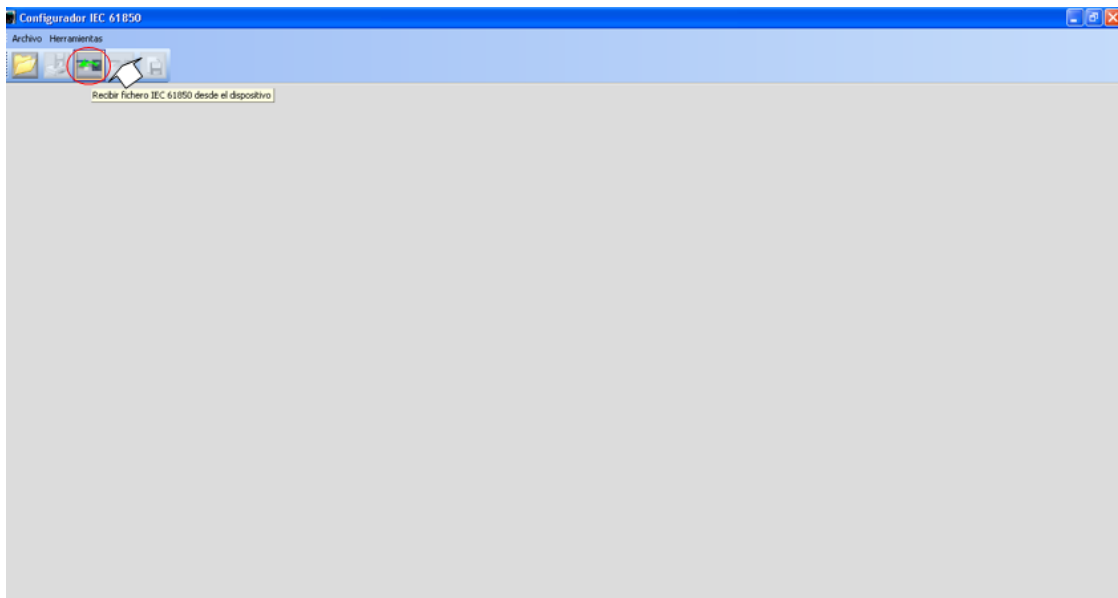 Configurador IEC 61850
Archivo Herramientas
Recibir fichero IEC 61850 desde el dispositivo